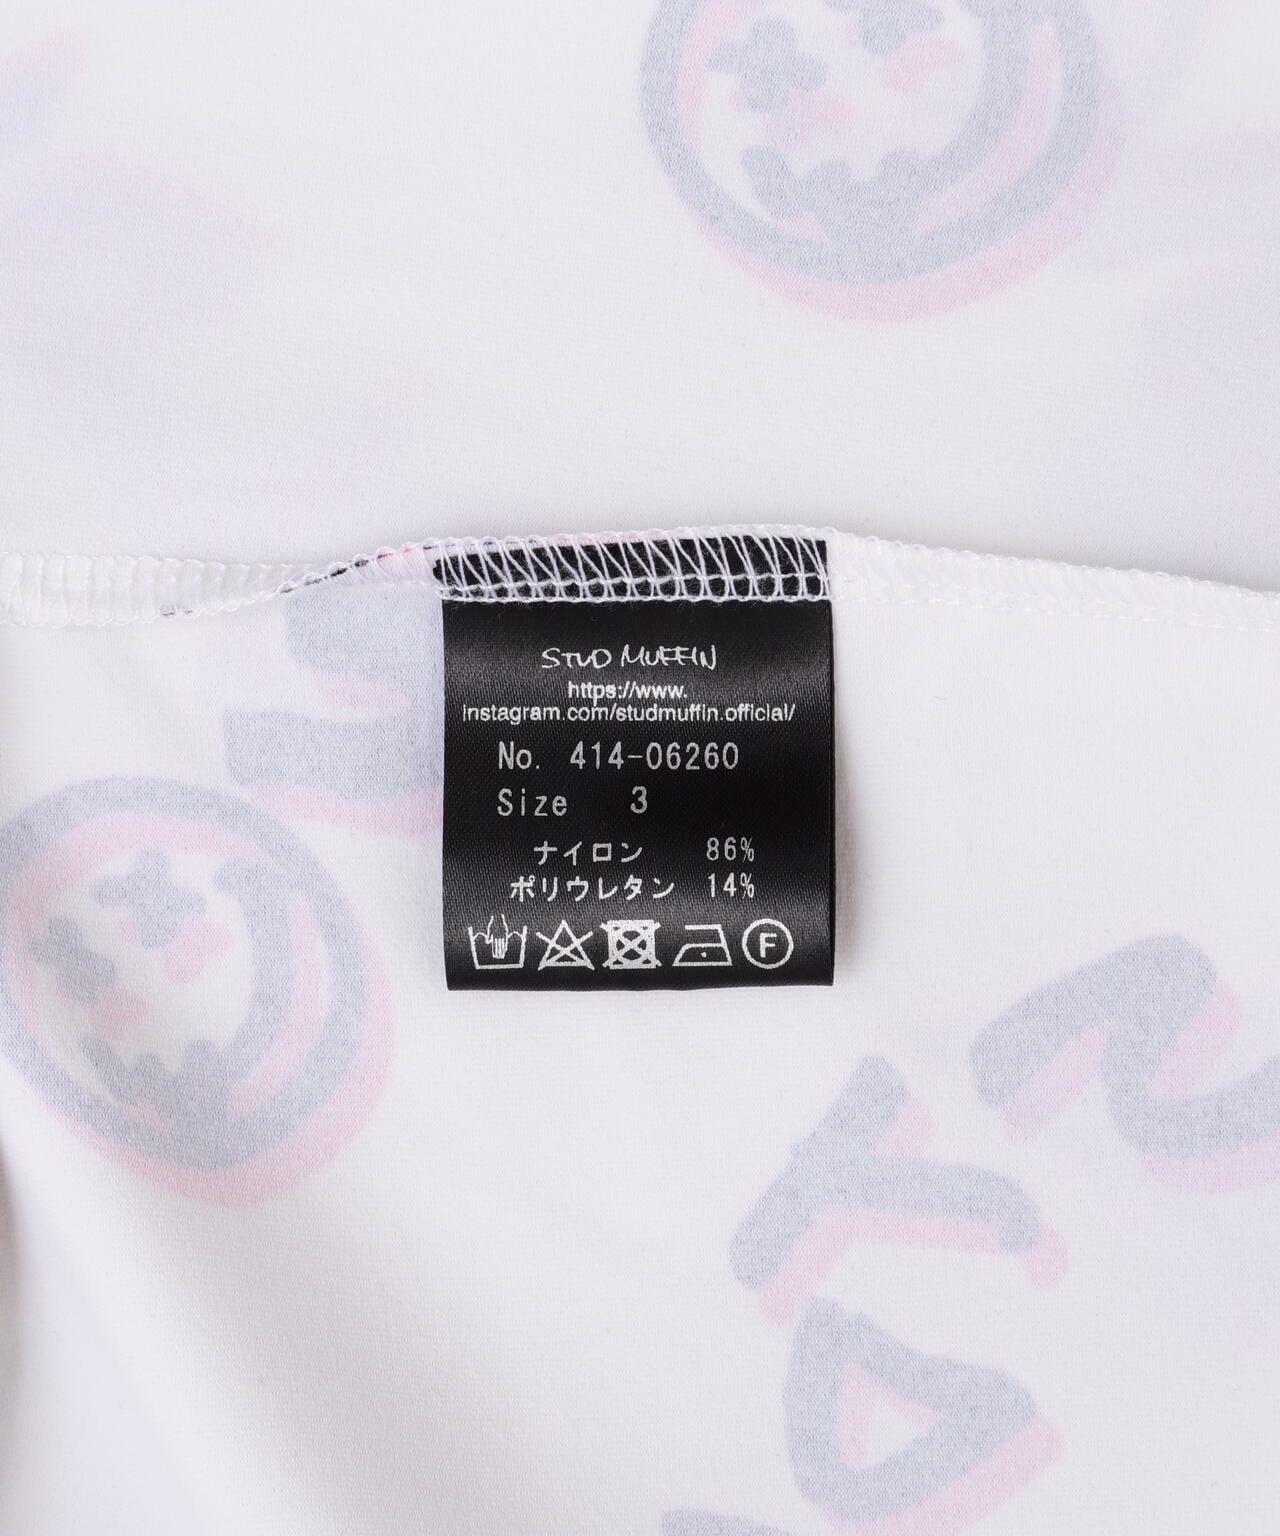 STUD MUFFIN
https://www.
instagram.com/studmuffin.official/
No. 414-06260
Size 3
ナイロン 86%
ポリウレタン 14%
F